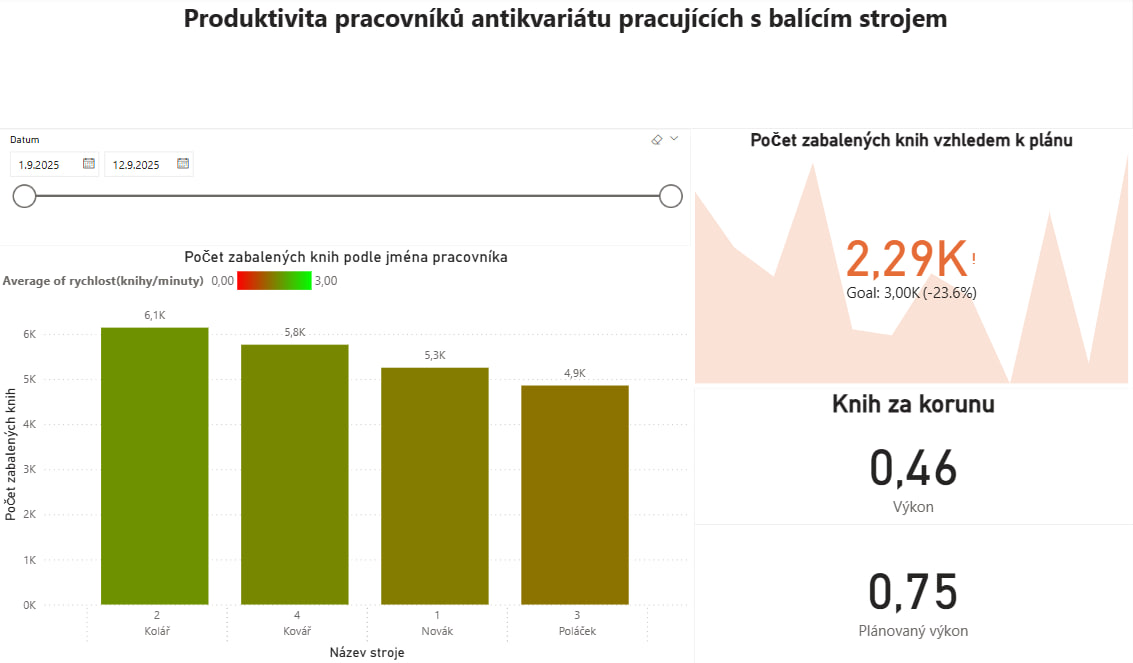 Produktivita pracovníků antikvariátu pracujících s balícím strojem
Datum
1.9.2025 12.9.2025
Počet zabalených knih podle jména pracovníka
Average of rychlost(knihy/minuty) 0,00 3,00
Počet zabalených knih
6K
5K
4K
3K
2K
1K
0K
6,1K 5,8K 5,3K 4,9K
2 4 1 3
Kolář Kovář Novák Poláček
Název stroje
Počet zabalených knih vzhledem k plánu
2,29K!
Goal: 3,00K (-23.6%)
Knih za korunu
0,46
Výkon
0,75
Plánovaný výkon